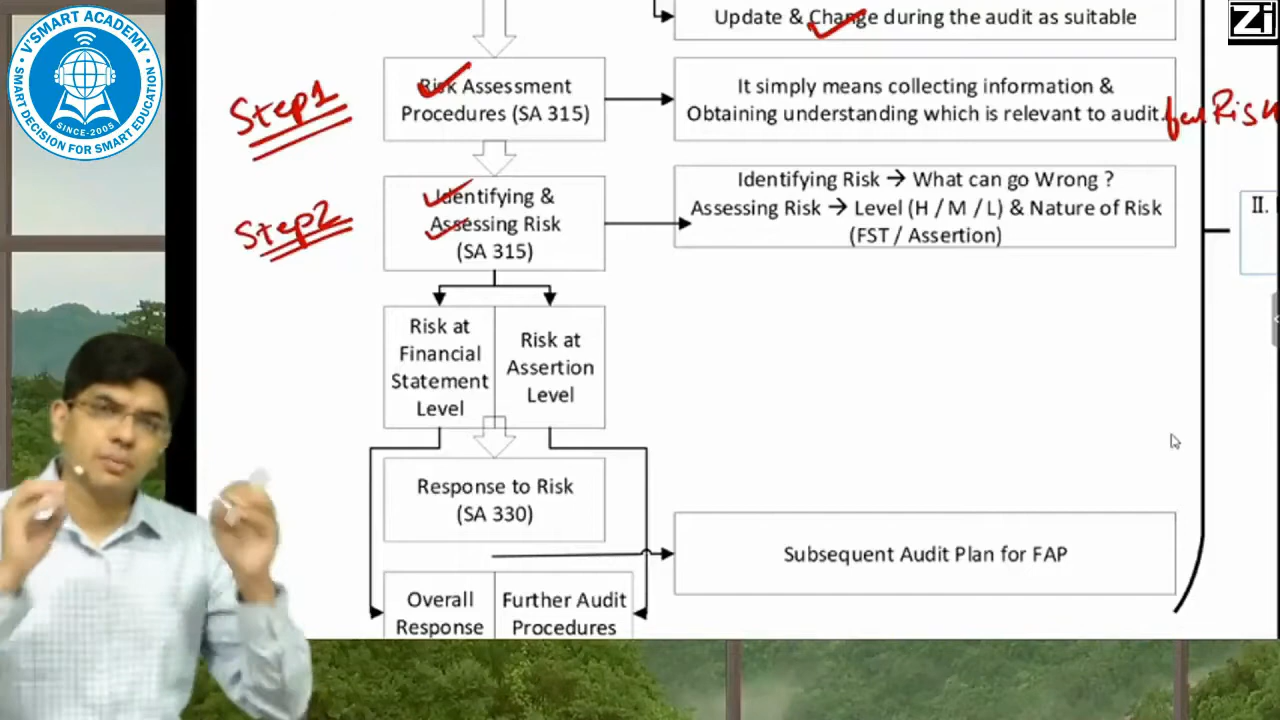 V'SMART ACADEMY
SMART DECISION FOR SMART EDUCATION
SINCE-2005
Zi
Update & Change during the audit as suitable
Step1
Risk Assessment
Procedures (SA 315)
It simply means collecting information &
Obtaining understanding which is relevant to audit.
for Risk
Step2
Identifying &
Assessing Risk
(SA 315)
Identifying Risk → What can go Wrong ?
Assessing Risk → Level (H / M / L) & Nature of Risk
(FST / Assertion)
II.
Risk at
Financial
Statement
Level
Risk at
Assertion
Level
Response to Risk
(SA 330)
Subsequent Audit Plan for FAP
Overall
Response
Further Audit
Procedures